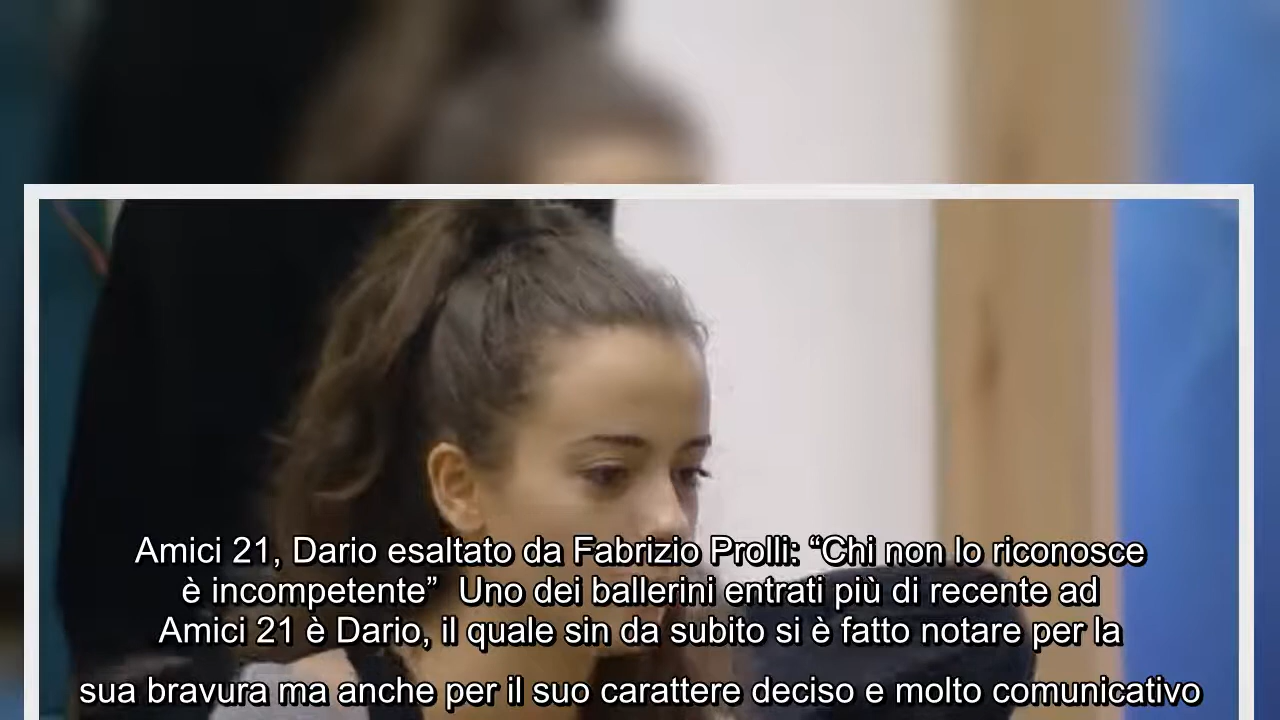 Amici 21, Dario esaltato da Fabrizio Prolli: “Chi non lo riconosce
è incompetente”  Uno dei ballerini entrati più di recente ad
Amici 21 è Dario, il quale sin da subito si è fatto notare per la
sua bravura ma anche per il suo carattere deciso e molto comunicativo